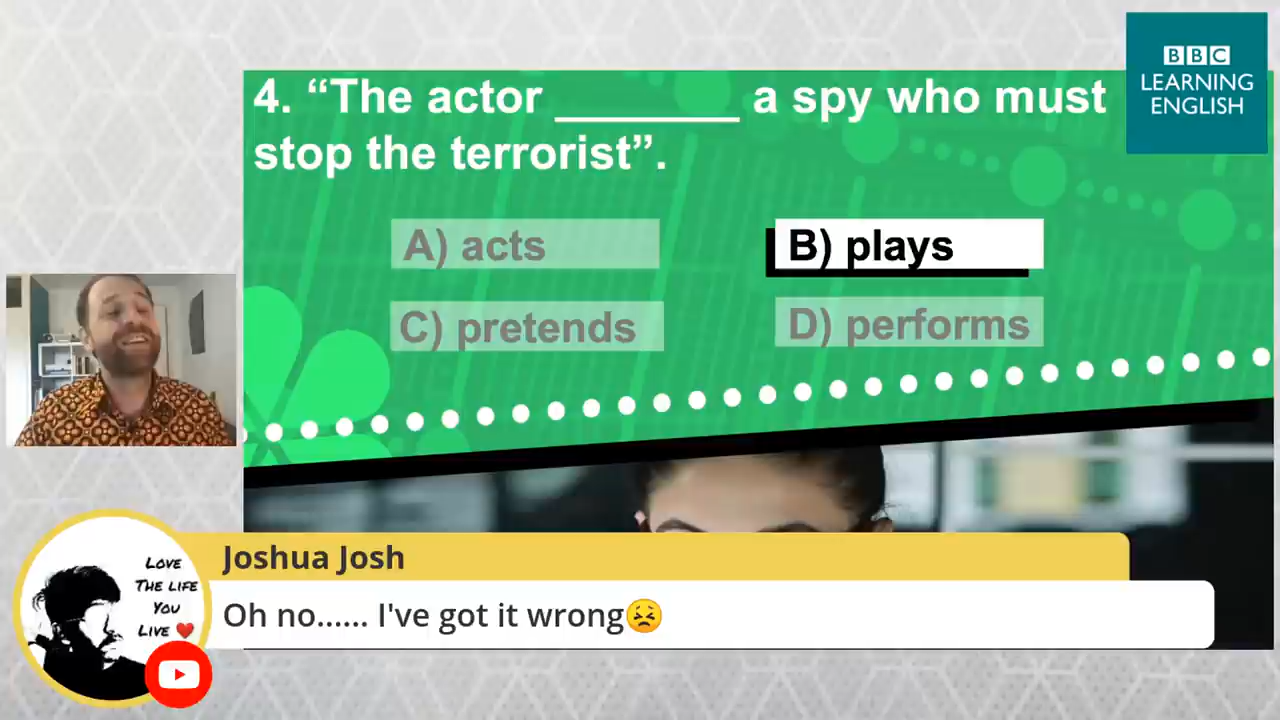 4. “The actor ________ a spy who must
stop the terrorist”.
BBC
LEARNING
ENGLISH
A) acts
B) plays
C) pretends
D) performs
LOVE
THE LIFE
YOU
LIVE ❤️
Joshua Josh
Oh no...... I've got it wrong😣